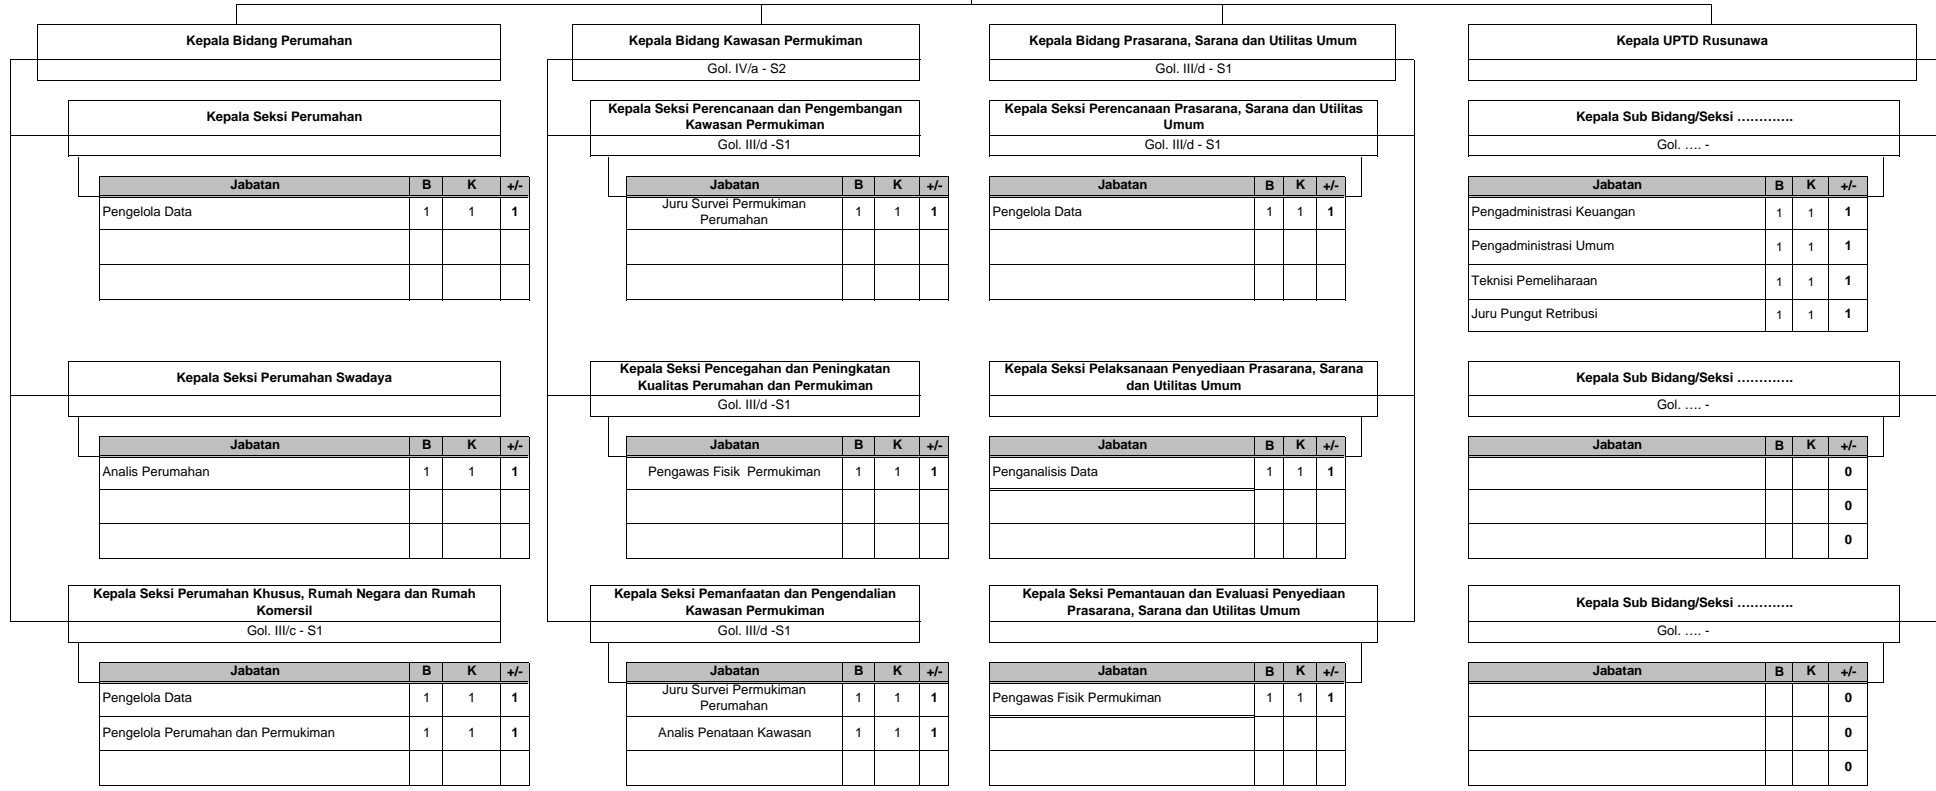 Kepala Bidang Perumahan
Kepala Bidang Kawasan Permukiman
Gol. IV/a - S2
Kepala Bidang Prasarana, Sarana dan Utilitas Umum
Gol. III/d - S1
Kepala UPTD Rusunawa
Kepala Seksi Perumahan
Kepala Seksi Perencanaan dan Pengembangan
Kawasan Permukiman
Gol. III/d -S1
Kepala Seksi Perencanaan Prasarana, Sarana dan Utilitas
Umum
Gol. III/d - S1
Kepala Sub Bidang/Seksi ………….
Gol. …. -
Jabatan B K +/-
Pengelola Data 1 1 1
Jabatan B K +/-
Juru Survei Permukiman
Perumahan 1 1 1
Jabatan B K +/-
Pengelola Data 1 1 1
Jabatan B K +/-
Pengadministrasi Keuangan 1 1 1
Pengadministrasi Umum 1 1 1
Teknisi Pemeliharaan 1 1 1
Juru Pungut Retribusi 1 1 1
Kepala Seksi Perumahan Swadaya
Kepala Seksi Pencegahan dan Peningkatan
Kualitas Perumahan dan Permukiman
Gol. III/d -S1
Kepala Seksi Pelaksanaan Penyediaan Prasarana, Sarana
dan Utilitas Umum
Kepala Sub Bidang/Seksi ………….
Gol. …. -
Jabatan B K +/-
Analis Perumahan 1 1 1
Jabatan B K +/-
Pengawas Fisik  Permukiman 1 1 1
Jabatan B K +/-
Penganalisis Data 1 1 1
Jabatan B K +/-
0
0
0
Kepala Seksi Perumahan Khusus, Rumah Negara dan Rumah
Komersil
Gol. III/c - S1
Kepala Seksi Pemanfaatan dan Pengendalian
Kawasan Permukiman
Gol. III/d -S1
Kepala Seksi Pemantauan dan Evaluasi Penyediaan
Prasarana, Sarana dan Utilitas Umum
Kepala Sub Bidang/Seksi ………….
Gol. …. -
Jabatan B K +/-
Pengelola Data 1 1 1
Pengelola Perumahan dan Permukiman 1 1 1
Jabatan B K +/-
Juru Survei Permukiman
Perumahan 1 1 1
Analis Penataan Kawasan 1 1 1
Jabatan B K +/-
Pengawas Fisik Permukiman 1 1 1
Jabatan B K +/-
0
0
0